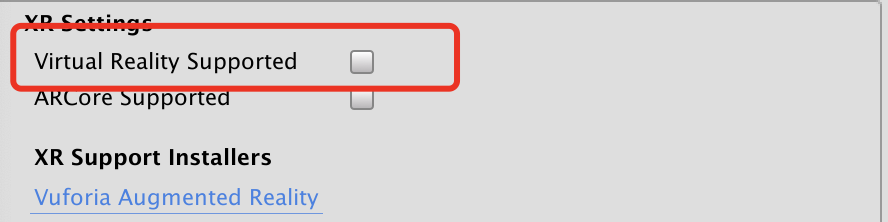 XR Settings
Virtual Reality Supported
ARCore Supported
XR Support Installers
Vuforia Augmented Reality